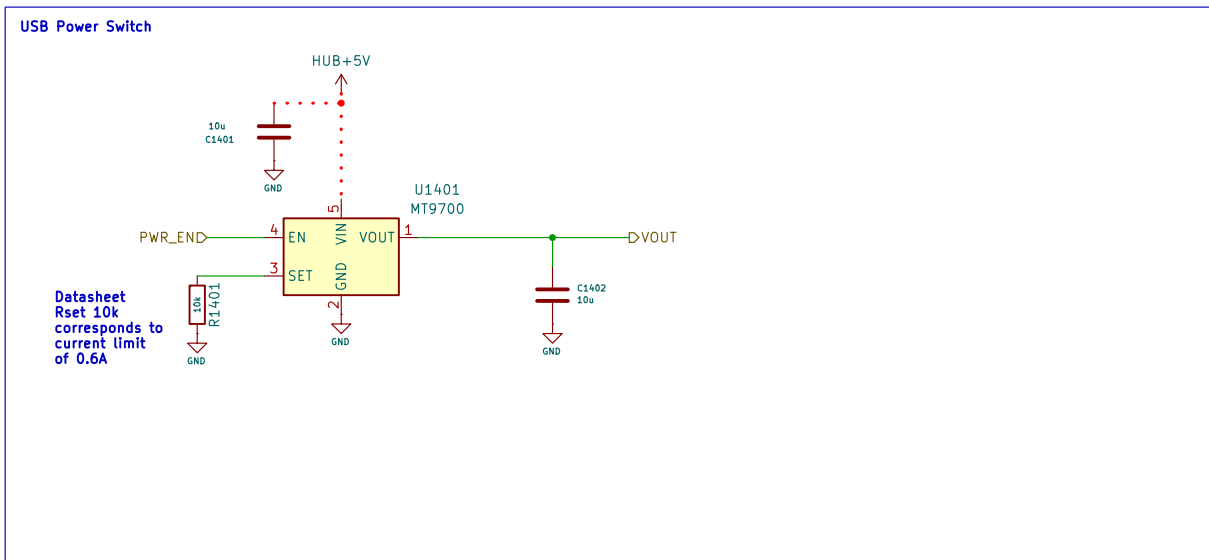 USB Power Switch
HUB+5V
10u
C1401
GND
U1401
MT9700
5
PWR_EN
4
EN
VIN
VOUT
1
VOUT
3
SET
GND
2
C1402
10u
10k
R1401
Datasheet
Rset 10k
corresponds to
current limit
of 0.6A
GND
GND
GND